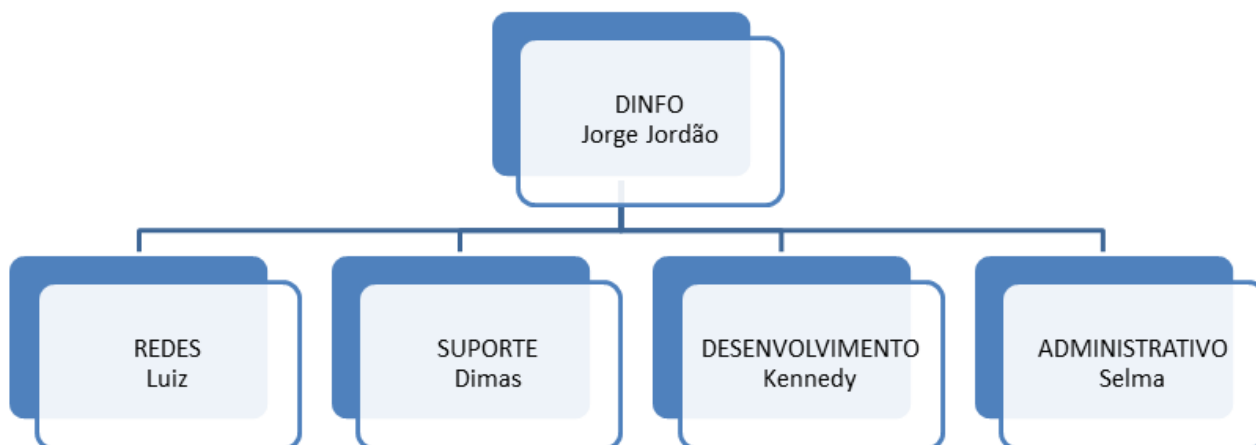 DINFO
Jorge Jordão
REDES
Luiz
SUPORTE
Dimas
DESENVOLVIMENTO
Kennedy
ADMINISTRATIVO
Selma